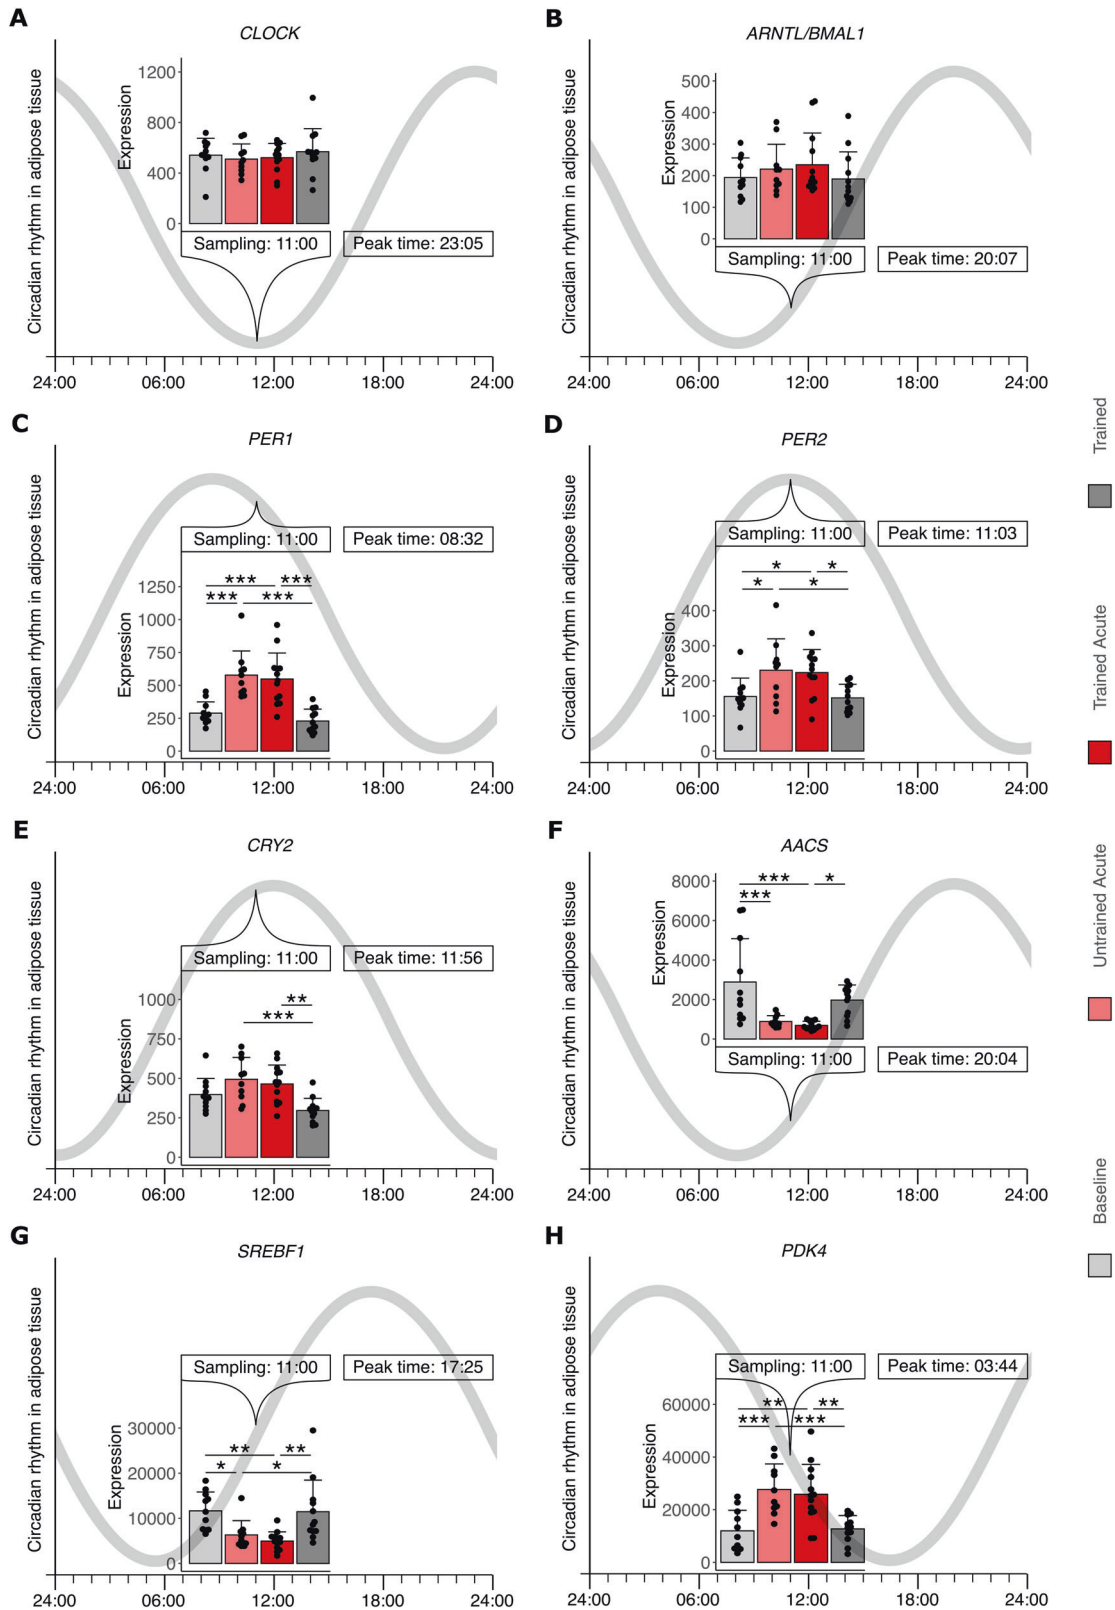 A
CLOCK
Circadian rhythm in adipose tissue
Expression
1200
800
400
0
Sampling: 11:00
Peak time: 23:05
24:00 06:00 12:00 18:00 24:00
B
ARNTL/BMAL1
Circadian rhythm in adipose tissue
Expression
500
400
300
200
100
0
Sampling: 11:00
Peak time: 20:07
24:00 06:00 12:00 18:00 24:00
C
PER1
Circadian rhythm in adipose tissue
Sampling: 11:00
Peak time: 08:32
Expression
1250
1000
750
500
250
0
*** ***
*** ***
24:00 06:00 12:00 18:00 24:00
D
PER2
Circadian rhythm in adipose tissue
Sampling: 11:00
Peak time: 11:03
Expression
400
300
200
100
0
* *
* *
24:00 06:00 12:00 18:00 24:00
E
CRY2
Circadian rhythm in adipose tissue
Sampling: 11:00
Peak time: 11:56
Expression
1000
750
500
250
0
**
***
24:00 06:00 12:00 18:00 24:00
F
AACS
Circadian rhythm in adipose tissue
Expression
8000
6000
4000
2000
0
*** *
***
Sampling: 11:00
Peak time: 20:04
24:00 06:00 12:00 18:00 24:00
G
SREBF1
Circadian rhythm in adipose tissue
Sampling: 11:00
Peak time: 17:25
Expression
30000
20000
10000
0
** **
* *
24:00 06:00 12:00 18:00 24:00
H
PDK4
Circadian rhythm in adipose tissue
Sampling: 11:00
Peak time: 03:44
Expression
60000
40000
20000
0
** **
*** ***
24:00 06:00 12:00 18:00 24:00
Baseline
Untrained Acute
Trained Acute
Trained